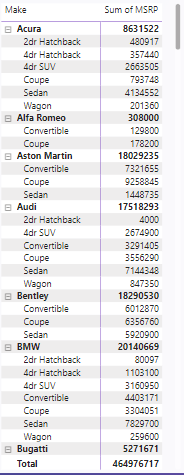 Make Sum of MSRP
Acura 8631522
2dr Hatchback 480917
4dr Hatchback 357440
4dr SUV 2663505
Coupe 793748
Sedan 4134552
Wagon 201360
Alfa Romeo 308000
Convertible 129800
Coupe 178200
Aston Martin 18029235
Convertible 7321655
Coupe 9258845
Sedan 1448735
Audi 17518293
2dr Hatchback 4000
4dr SUV 2674900
Convertible 3291405
Coupe 3556290
Sedan 7144348
Wagon 847350
Bentley 18290530
Convertible 6012870
Coupe 6356760
Sedan 5920900
BMW 20140669
2dr Hatchback 80097
4dr Hatchback 1103100
4dr SUV 3160950
Convertible 4403171
Coupe 3304051
Sedan 7829700
Wagon 259600
Bugatti 5271671
Total 464976717